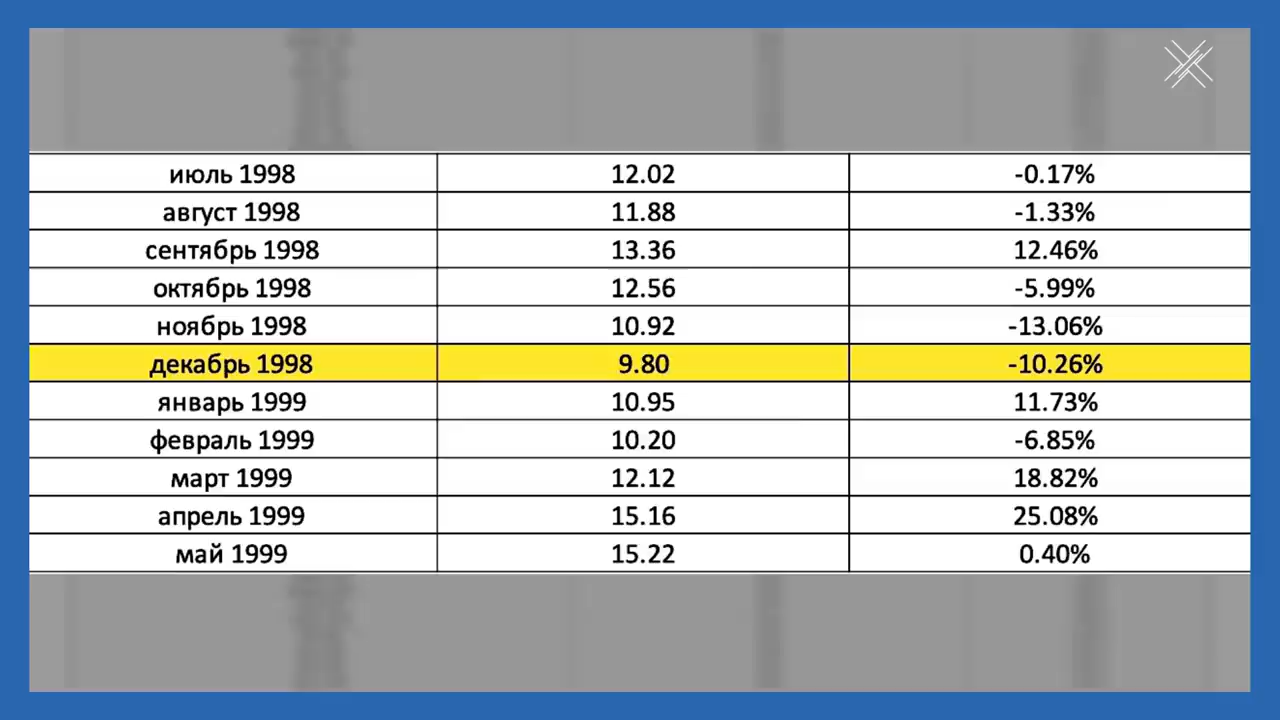 июль 1998 12.02 -0.17%
август 1998 11.88 -1.33%
сентябрь 1998 13.36 12.46%
октябрь 1998 12.56 -5.99%
ноябрь 1998 10.92 -13.06%
декабрь 1998 9.80 -10.26%
январь 1999 10.95 11.73%
февраль 1999 10.20 -6.85%
март 1999 12.12 18.82%
апрель 1999 15.16 25.08%
май 1999 15.22 0.40%